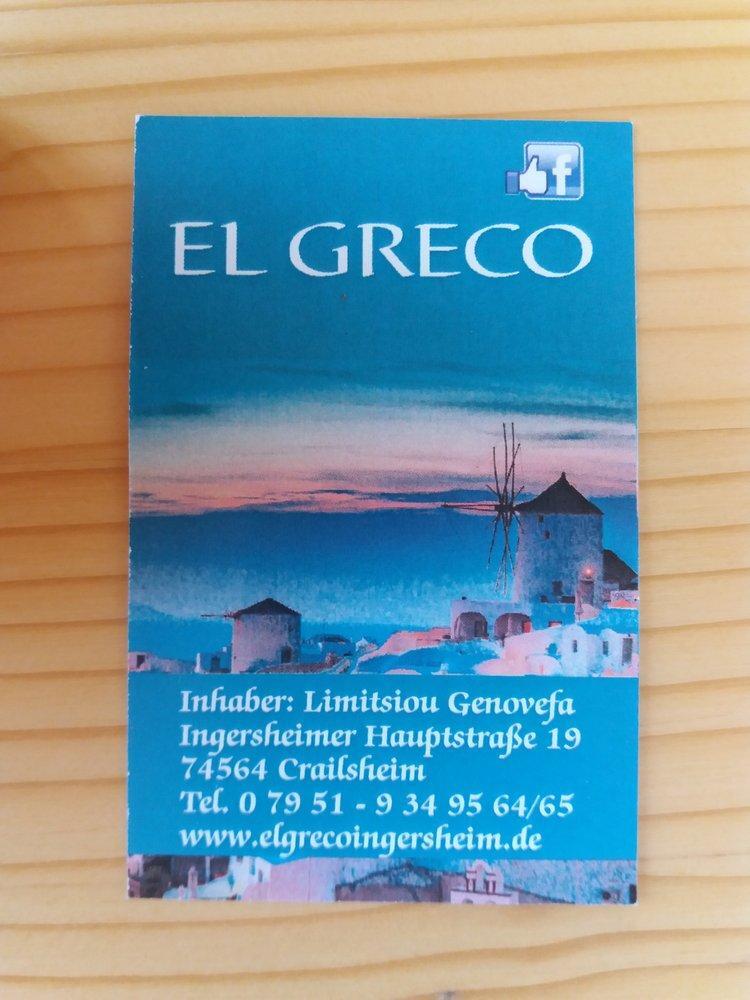 f
EL GRECO
Inhaber: Limitsiou Genovefa
Ingersheimer Hauptstraße 19
74564 Crailsheim
Tel. 0 79 51 - 9 34 95 64/65
www.elgrecoingersheim.de